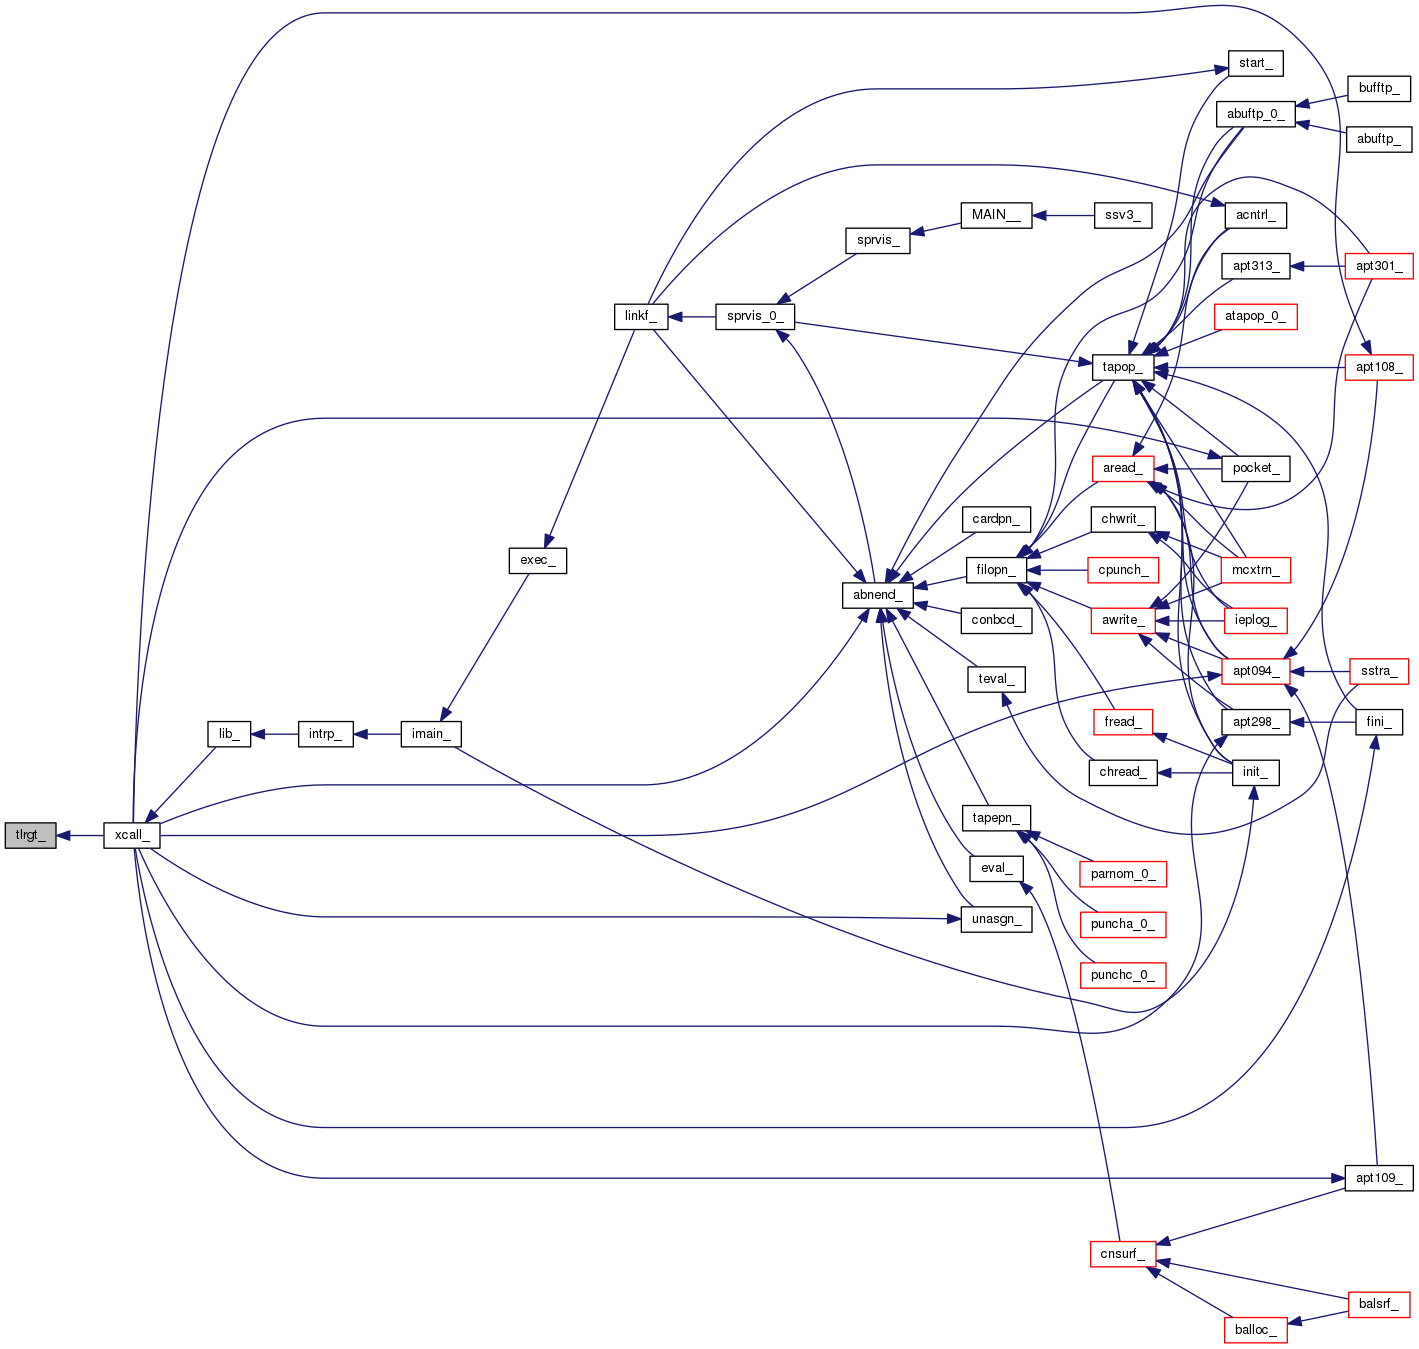 start_
bufftp_
abuftp_0_
abuftp_
MAIN__
ssv3_
acntrl_
sprvis_
apt313_
apt301_
linkf_
sprvis_0_
atapop_0_
tapop_
apt108_
aread_
pocket_
cardpn_
chwrit_
exec_
filopn_
cpunch_
mcxtrn_
abnend_
conbcd_
awrite_
ieplog_
teval_
apt094_
sstra_
lib_
intrp_
imain_
fread_
apt298_
fini_
chread_
init_
tlrgt_
xcall_
tapepn_
eval_
parnom_0_
unasgn_
puncha_0_
punchc_0_
apt109_
cnsurf_
balsrf_
balloc_